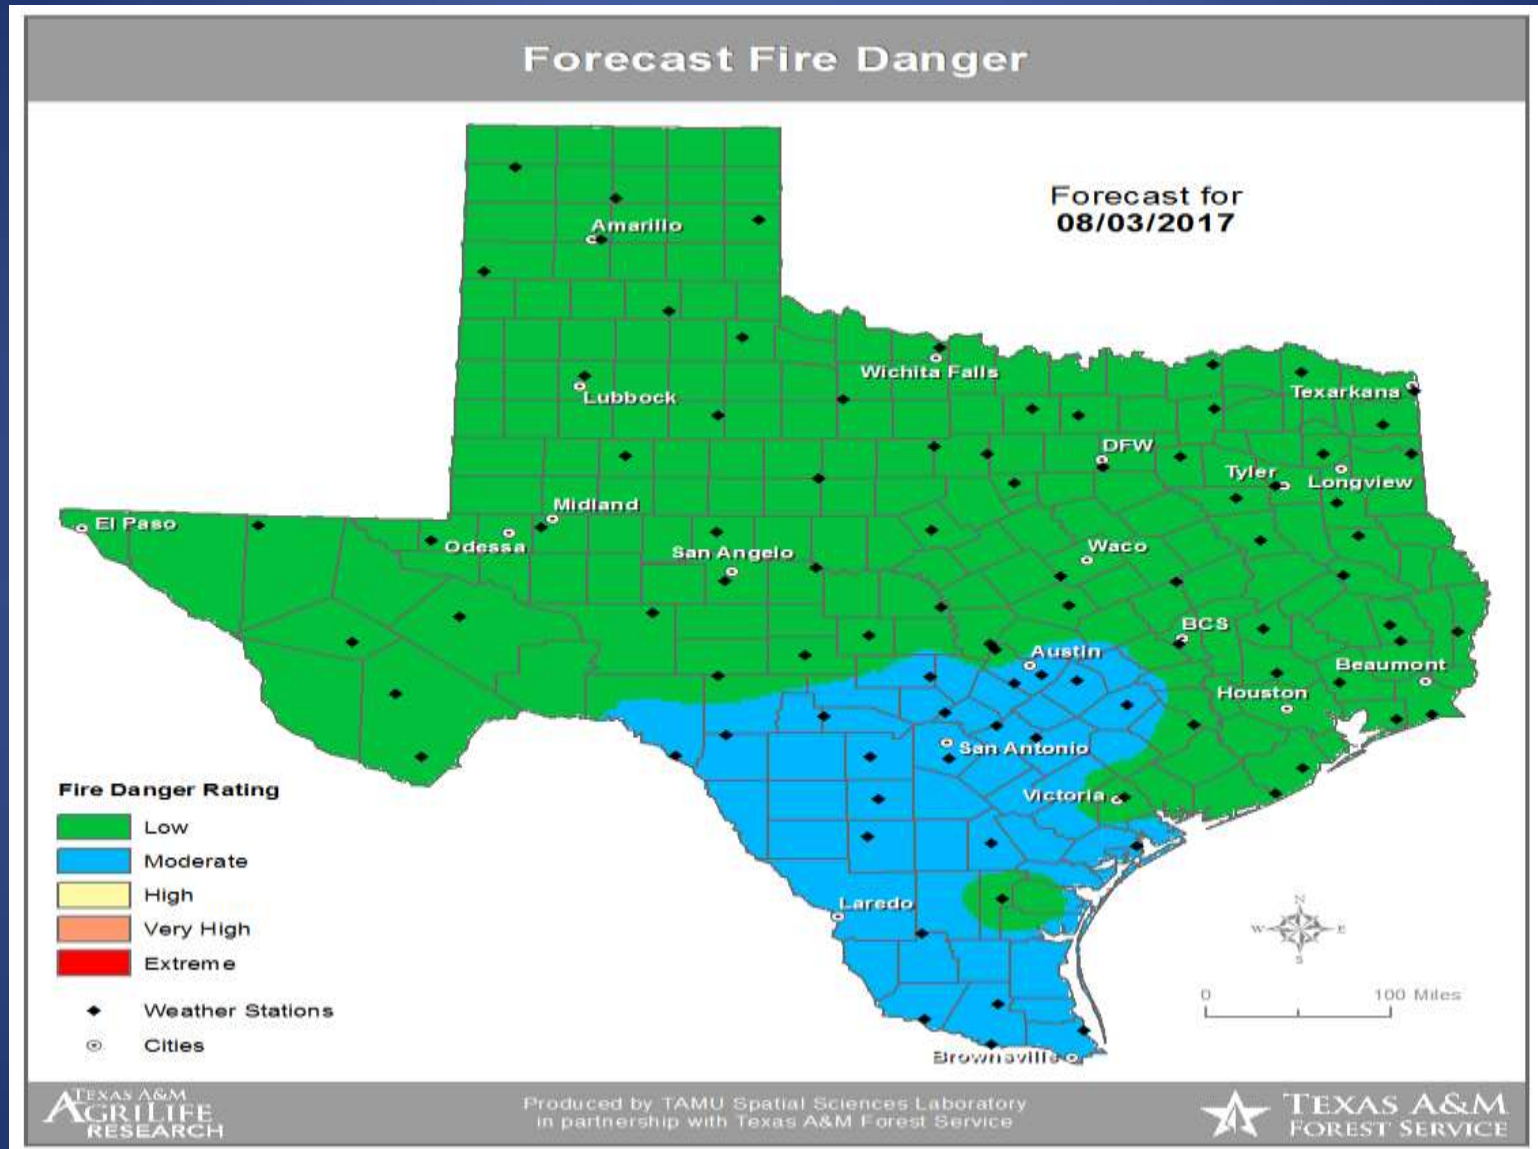 Forecast Fire Danger
Forecast for
08/03/2017
Amarillo
Wichita Falls
Lubbock
Texarkana
DFW
Tyler
Longview
Midland
El Paso
Odessa
San Angelo
Waco
BCS
Austin
Beaumont
Houston
San Antonio
Victoria
Laredo
Brownsville
Fire Danger Rating
Low
Moderate
High
Very High
Extreme
Weather Stations
Cities
N
W E
S
0 100 Miles
TEXAS A&M
AGRILIFE
RESEARCH
Produced by TAMU Spatial Sciences Laboratory
in partnership with Texas A&M Forest Service
TEXAS A&M
FOREST SERVICE